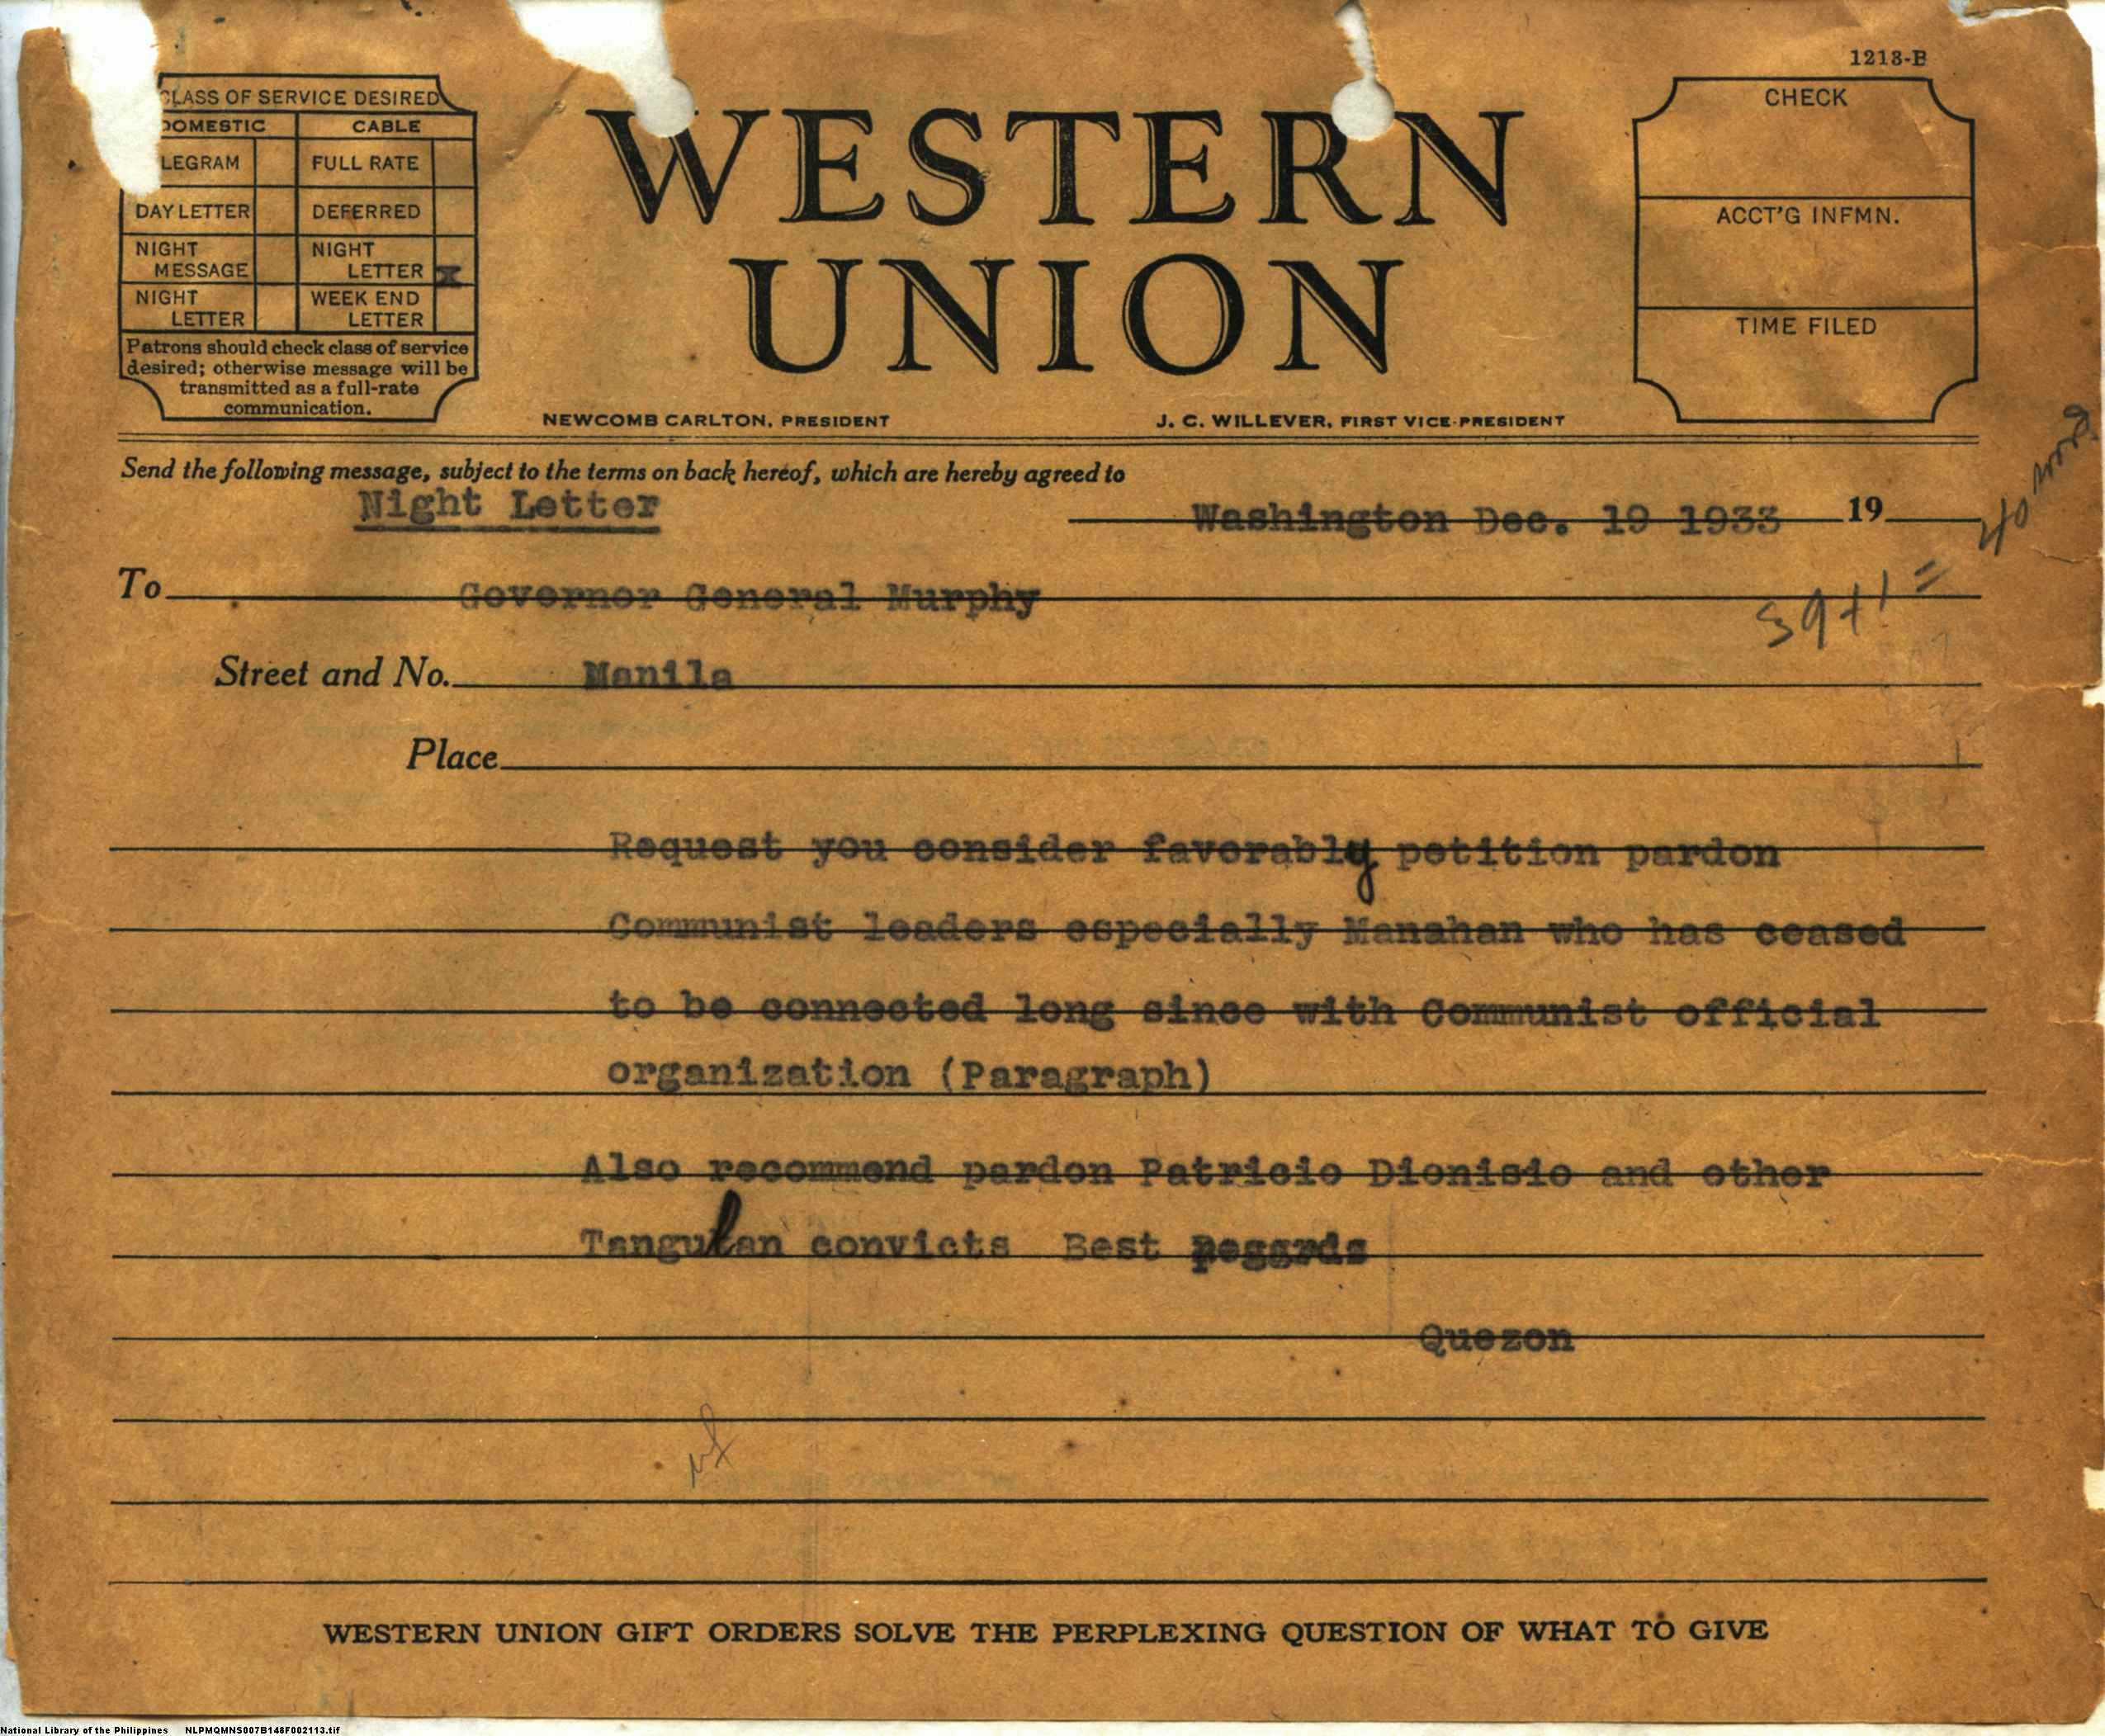 1213-B
CLASS OF SERVICE DESIRED
DOMESTIC CABLE
LEGRAM FULL RATE
DAY LETTER DEFERRED
NIGHT MESSAGE NIGHT LETTER X
NIGHT LETTER WEEK END LETTER
Patrons should check class of service
desired; otherwise message will be
transmitted as a full-rate
communication.
WESTERN
UNION
NEWCOMB CARLTON, PRESIDENT J. C. WILLEVER, FIRST VICE-PRESIDENT
CHECK
ACCT'G INFMN.
TIME FILED
Send the following message, subject to the terms on back hereof, which are hereby agreed to
Night Letter
Washington Dec. 19 1933 19
40 word
39+1=
To Governor General Murphy
Street and No. Manila
Place
Request you consider favorably petition pardon
Communist leaders especially Manahan who has ceased
to be connected long since with Communist official
organization (Paragraph)
Also recommend pardon Patricio Dionisio and other
Tangulan convicts Best regards
Quezon
WESTERN UNION GIFT ORDERS SOLVE THE PERPLEXING QUESTION OF WHAT TO GIVE
National Library of the Philippines NLPMQMNS007B148F002113.tif